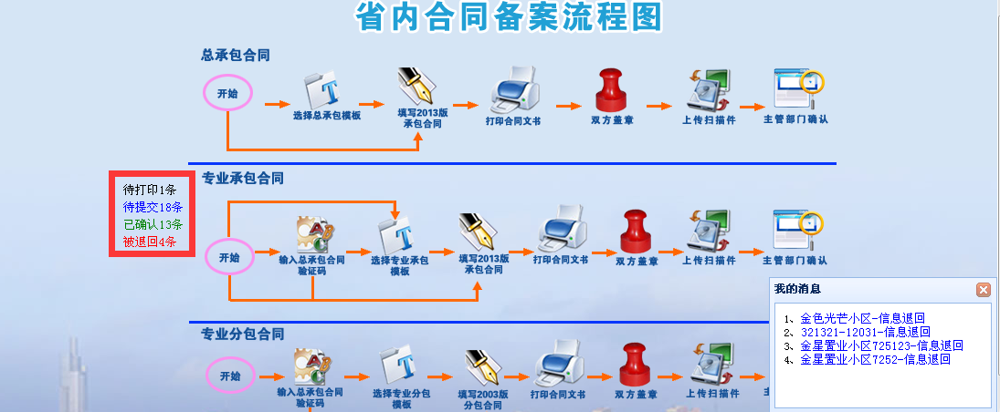 省内合同备案流程图
总承包合同
开始
选择总承包模板
填写2013版
承包合同
打印合同文书
双方盖章
上传扫描件
主管部门确认
待打印1条
待提交18条
已确认13条
被退回4条
专业承包合同
开始
输入总承包合同
验证码
选择专业承包
模板
填写2013版
承包合同
打印合同文书
双方盖章
上传扫描件
主管部门确认
专业分包合同
开始
输入总承包合同
验证码
选择专业分包
模板
填写2003版
分包合同
打印合同文书
双方盖章
上传扫描件
我的消息
1、金色光芒小区-信息退回
2、321321-12031-信息退回
3、金星置业小区725123-信息退回
4、金星置业小区7252-信息退回